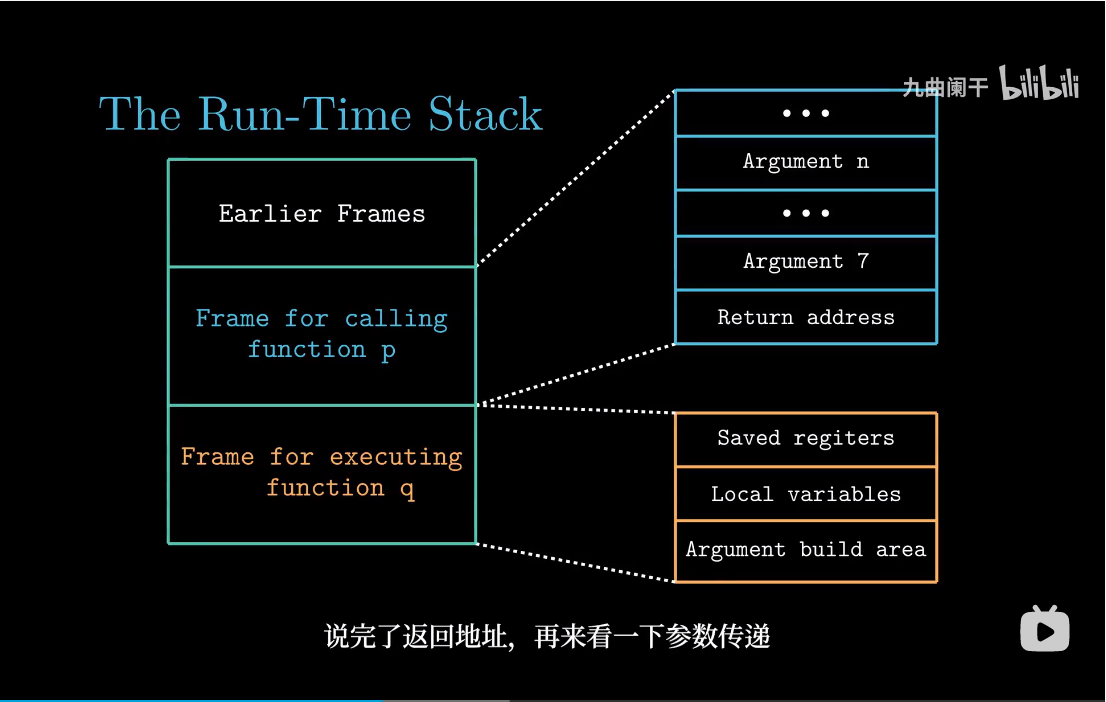 九曲阑干 bilibili
The Run-Time Stack
Earlier Frames
Frame for calling
function p
Frame for executing
function q
•••
Argument n
•••
Argument 7
Return address
Saved regiters
Local variables
Argument build area
说完了返回地址，再来看一下参数传递